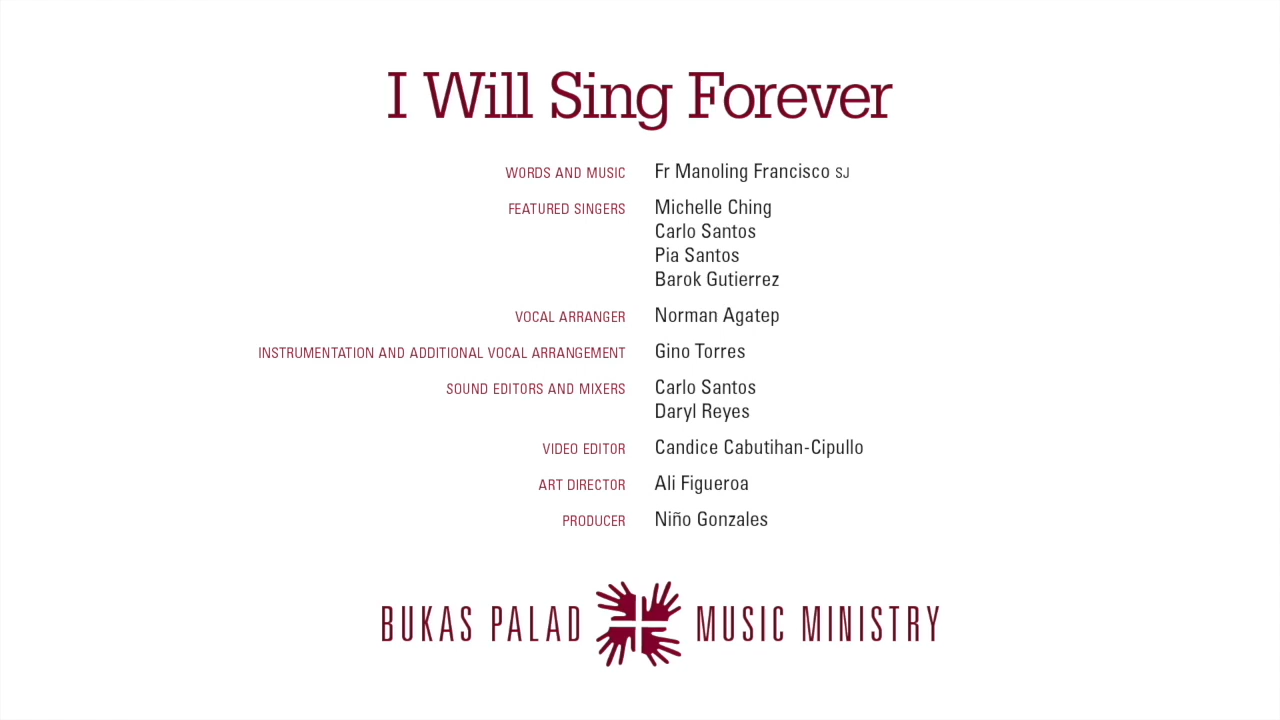 I Will Sing Forever
WORDS AND MUSIC Fr Manoling Francisco SJ
FEATURED SINGERS Michelle Ching
Carlo Santos
Pia Santos
Barok Gutierrez
VOCAL ARRANGER Norman Agatep
INSTRUMENTATION AND ADDITIONAL VOCAL ARRANGEMENT Gino Torres
SOUND EDITORS AND MIXERS Carlo Santos
Daryl Reyes
VIDEO EDITOR Candice Cabutihan-Cipullo
ART DIRECTOR Ali Figueroa
PRODUCER Niño Gonzales
BUKAS PALAD MUSIC MINISTRY